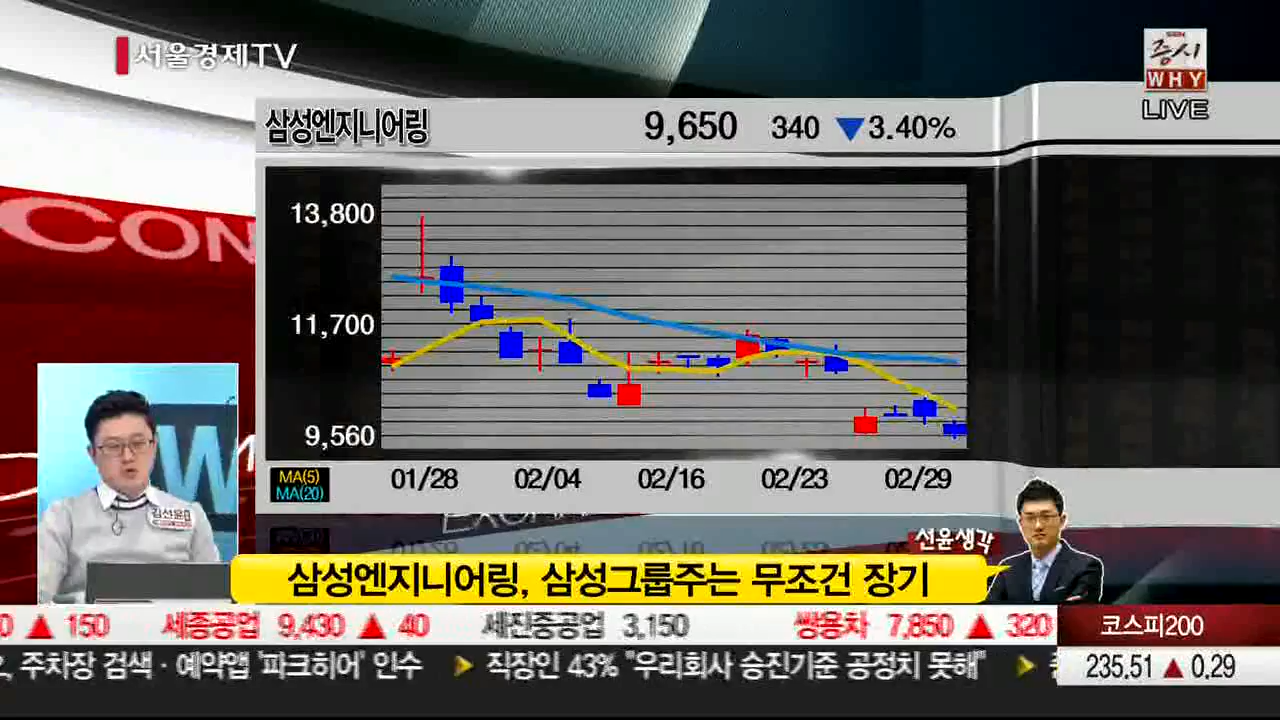 서울경제TV
SEN
증시
WHY
LIVE
CON
삼성엔지니어링 9,650 340 ▼3.40%
13,800
11,700
9,560
MA(5)
MA(20)
01/28 02/04 02/16 02/23 02/29
W
선윤생각
삼성엔지니어링, 삼성그룹주는 무조건 장기
0 ▲ 150 세종공업 9,430 ▲ 40 세진중공업 3,150 쌍용차 7,850 ▲ 320
코스피200
주차장 검색·예약앱 '파크히어' 인수 ▶ 직장인 43% "우리회사 승진기준 공정치 못해" ▶
235.51 ▲ 0.29